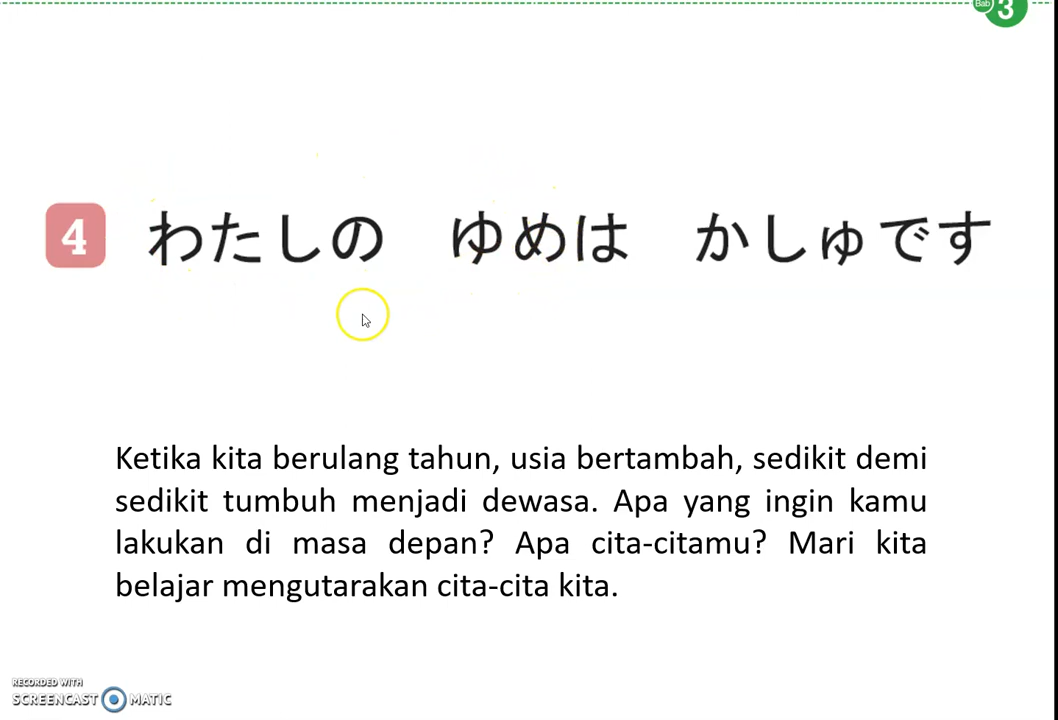 Bab 3
4 わたしの ゆめは かしゅです
Ketika kita berulang tahun, usia bertambah, sedikit demi
sedikit tumbuh menjadi dewasa. Apa yang ingin kamu
lakukan di masa depan? Apa cita-citamu? Mari kita
belajar mengutarakan cita-cita kita.
RECORDED WITH
SCREENCAST MATIC